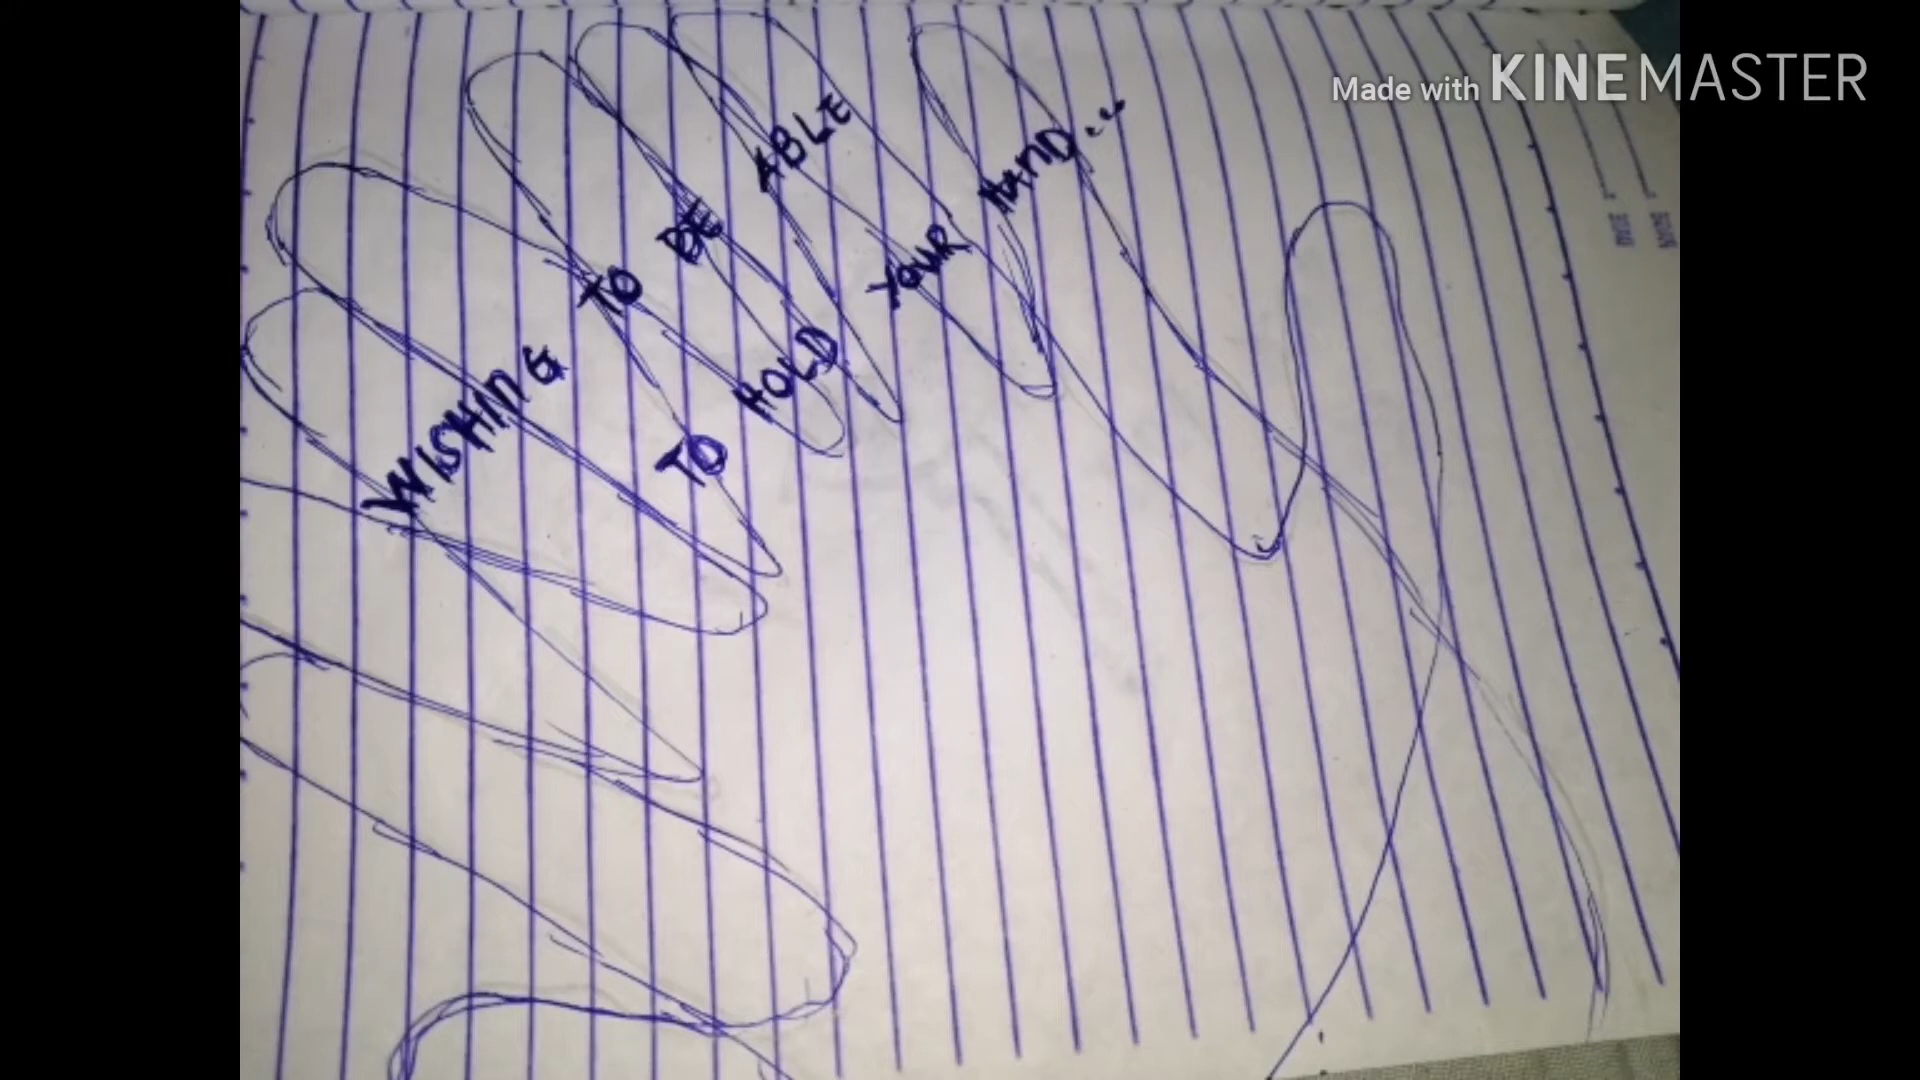 Made with KINEMASTER
WISHING TO BE ABLE
TO HOLD YOUR HAND...